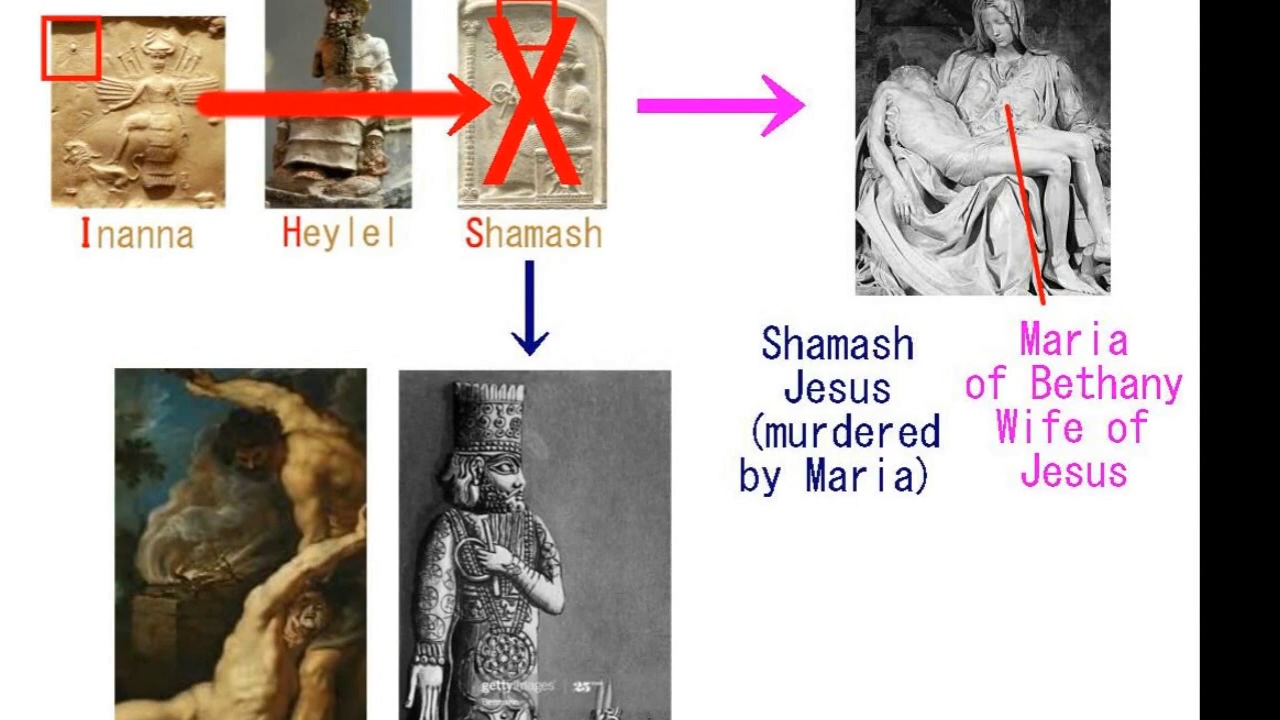 Inanna
Heylel
Shamash
Shamash
Jesus
(murdered
by Maria)
Maria
of Bethany
Wife of
Jesus
gettyimages